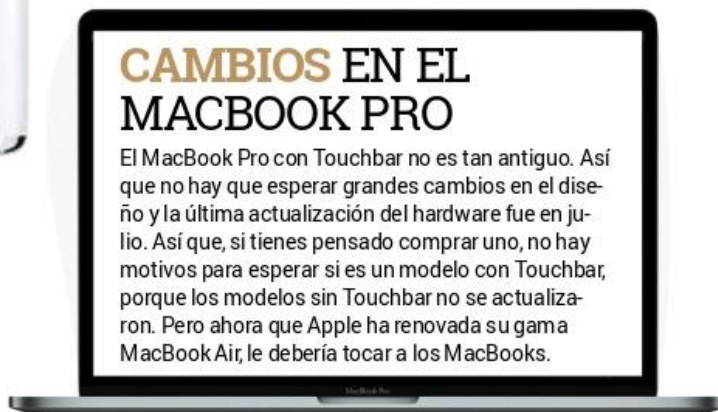 CAMBIOS EN EL
MACBOOK PRO
El MacBook Pro con Touchbar no es tan antiguo. Así
que no hay que esperar grandes cambios en el dise-
ño y la última actualización del hardware fue en ju-
lio. Así que, si tienes pensado comprar uno, no hay
motivos para esperar si es un modelo con Touchbar,
porque los modelos sin Touchbar no se actualiza-
ron. Pero ahora que Apple ha renovada su gama
MacBook Air, le debería tocar a los MacBooks.
MacBook Pro